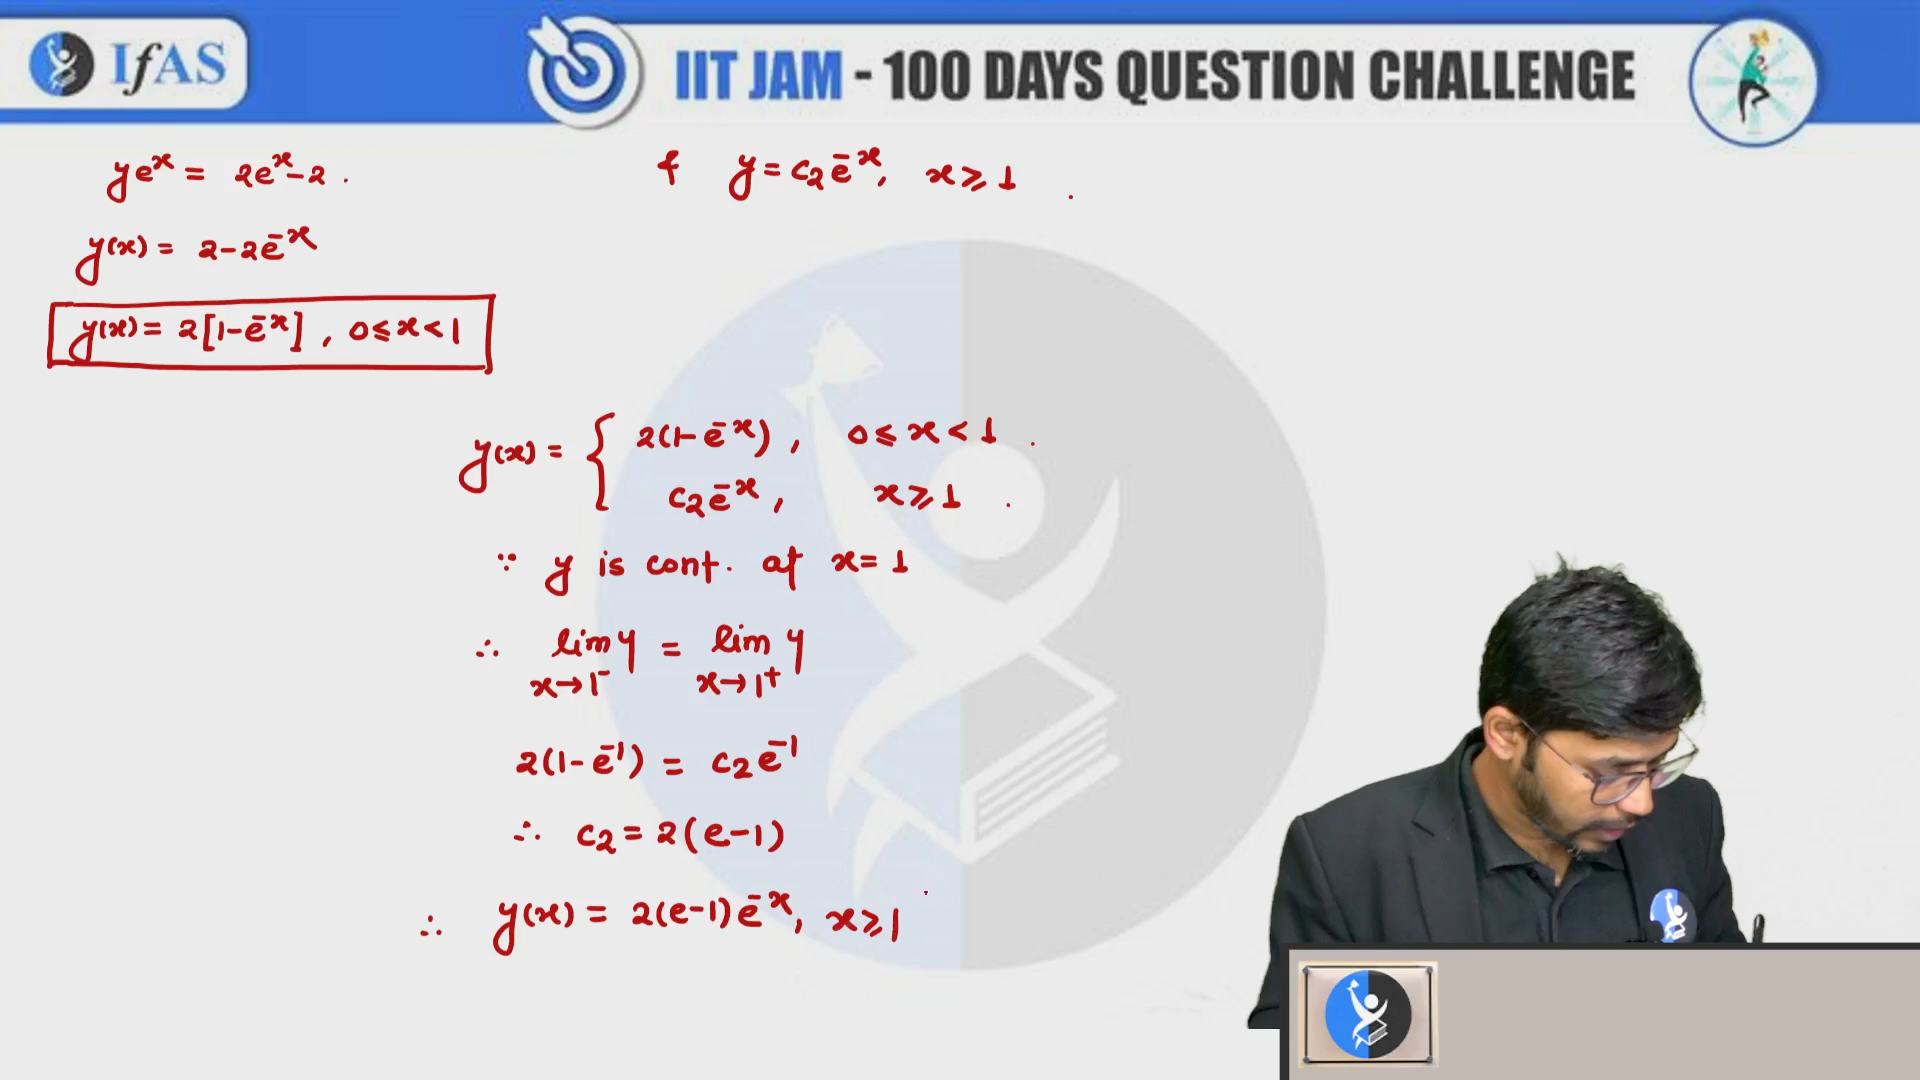 IfAS
IIT JAM - 100 DAYS QUESTION CHALLENGE
ye^x = 2e^x-2 .
y(x) = 2-2e^-x
y(x) = 2[1-e^-x] , 0≤x<1
f y=c₂e^-x, x≥1 .
y(x) = { 2(1-e^-x) , 0≤x<1 .
c₂e^-x , x≥1 .
∵ y is cont. at x=1
∴ lim y = lim y
x→1^- x→1^+
2(1-e^-1) = c₂e^-1
∴ c₂=2(e-1)
∴ y(x) = 2(e-1)e^-x, x≥1